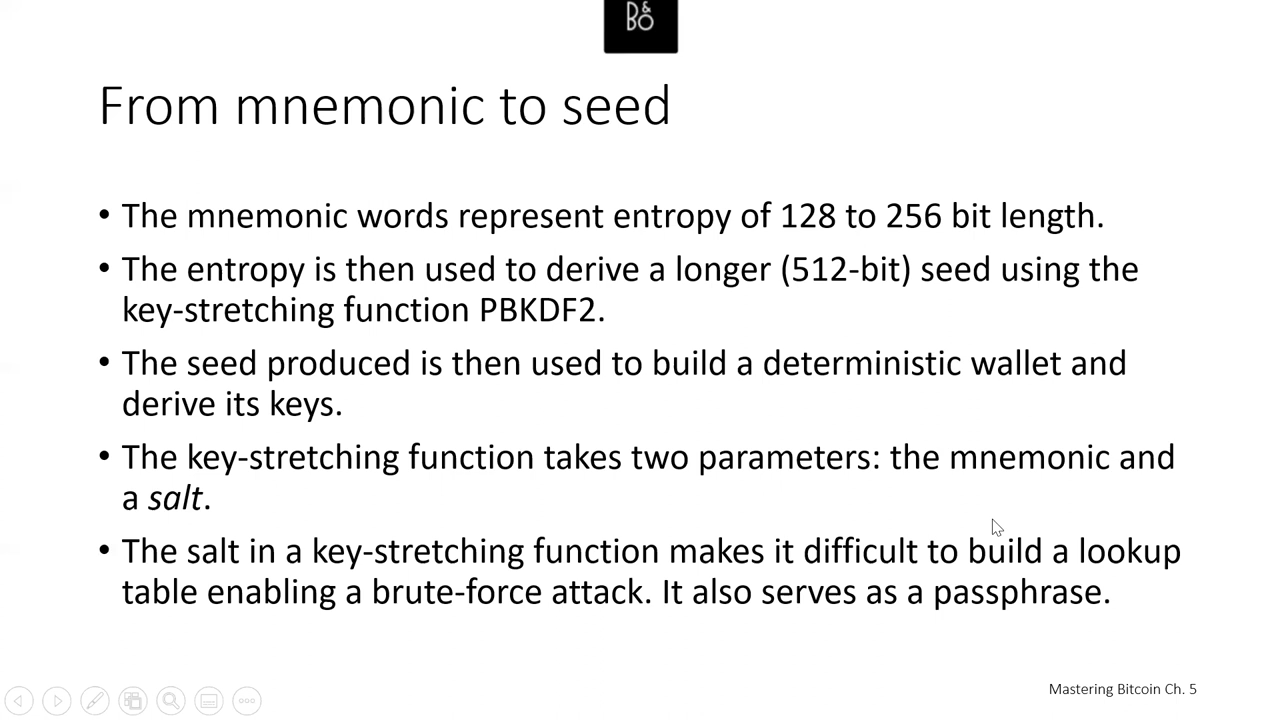 B&O
From mnemonic to seed
• The mnemonic words represent entropy of 128 to 256 bit length.
• The entropy is then used to derive a longer (512-bit) seed using the
key-stretching function PBKDF2.
• The seed produced is then used to build a deterministic wallet and
derive its keys.
• The key-stretching function takes two parameters: the mnemonic and
a salt.
• The salt in a key-stretching function makes it difficult to build a lookup
table enabling a brute-force attack. It also serves as a passphrase.
Mastering Bitcoin Ch. 5